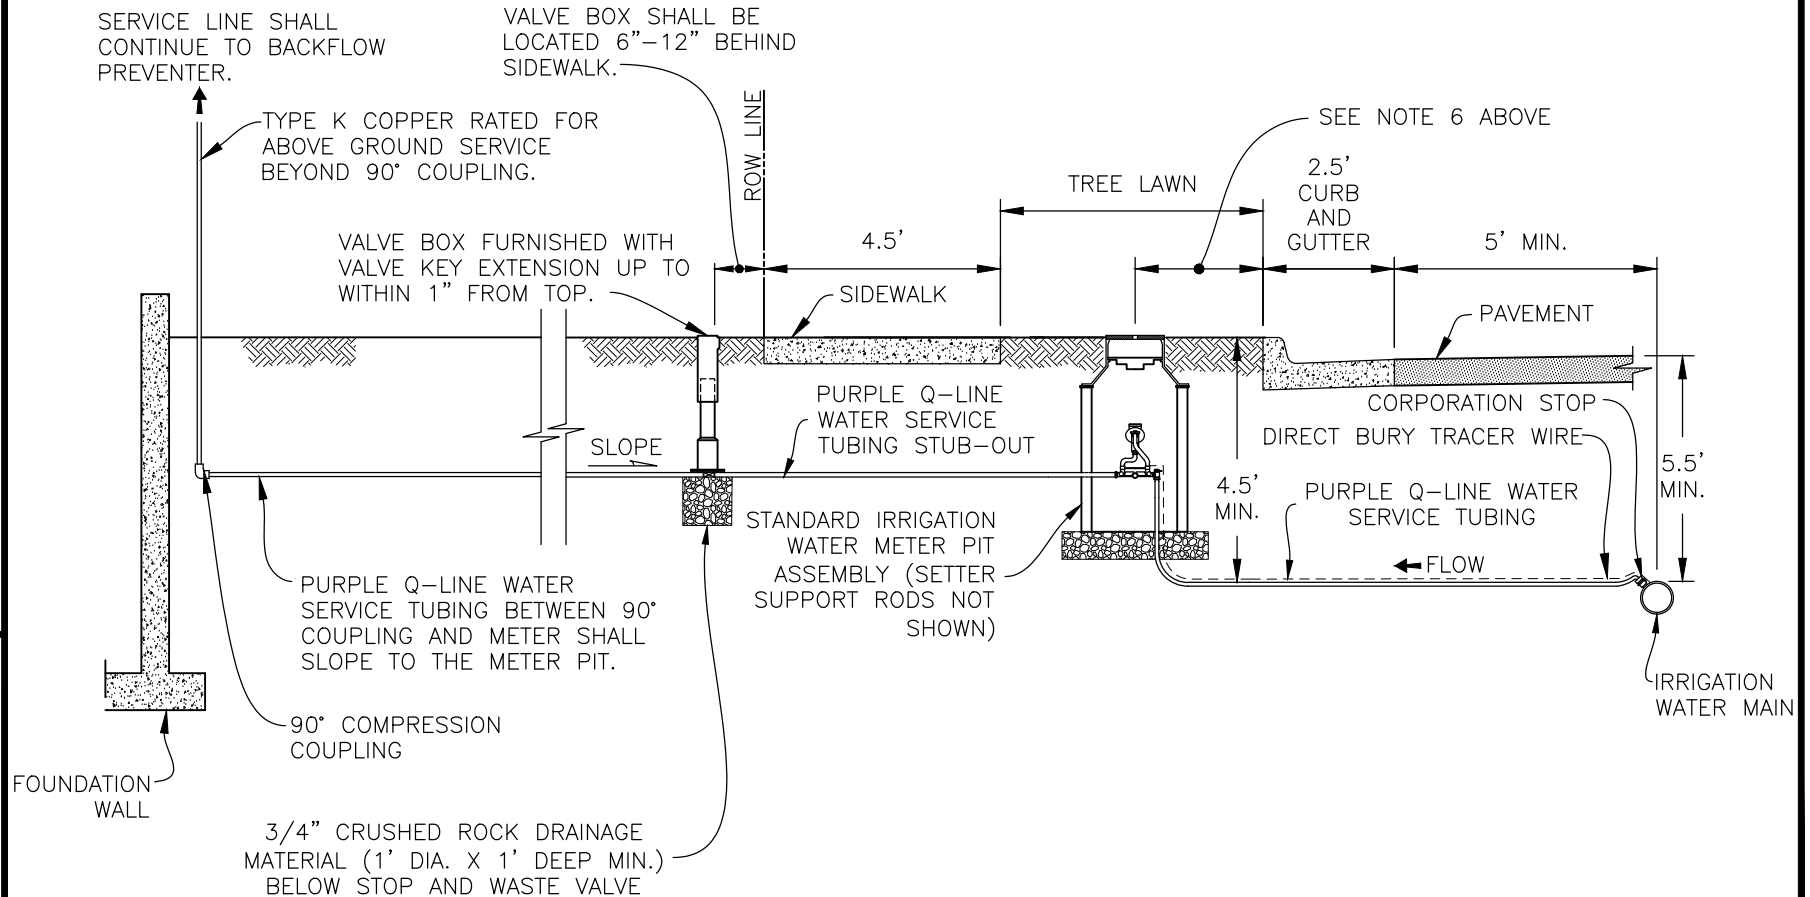 SERVICE LINE SHALL
CONTINUE TO BACKFLOW
PREVENTER.
VALVE BOX SHALL BE
LOCATED 6”-12” BEHIND
SIDEWALK.
TYPE K COPPER RATED FOR
ABOVE GROUND SERVICE
BEYOND 90° COUPLING.
ROW LINE
SEE NOTE 6 ABOVE
TREE LAWN
2.5’
CURB
AND
GUTTER
4.5’
5’ MIN.
VALVE BOX FURNISHED WITH
VALVE KEY EXTENSION UP TO
WITHIN 1” FROM TOP.
SIDEWALK
PAVEMENT
PURPLE Q-LINE
WATER SERVICE
TUBING STUB-OUT
SLOPE
CORPORATION STOP
DIRECT BURY TRACER WIRE
4.5’
MIN.
5.5’
MIN.
PURPLE Q-LINE WATER
SERVICE TUBING
STANDARD IRRIGATION
WATER METER PIT
ASSEMBLY (SETTER
SUPPORT RODS NOT
SHOWN)
FLOW
PURPLE Q-LINE WATER
SERVICE TUBING BETWEEN 90°
COUPLING AND METER SHALL
SLOPE TO THE METER PIT.
IRRIGATION
WATER MAIN
90° COMPRESSION
COUPLING
FOUNDATION
WALL
3/4” CRUSHED ROCK DRAINAGE
MATERIAL (1’ DIA. X 1’ DEEP MIN.)
BELOW STOP AND WASTE VALVE